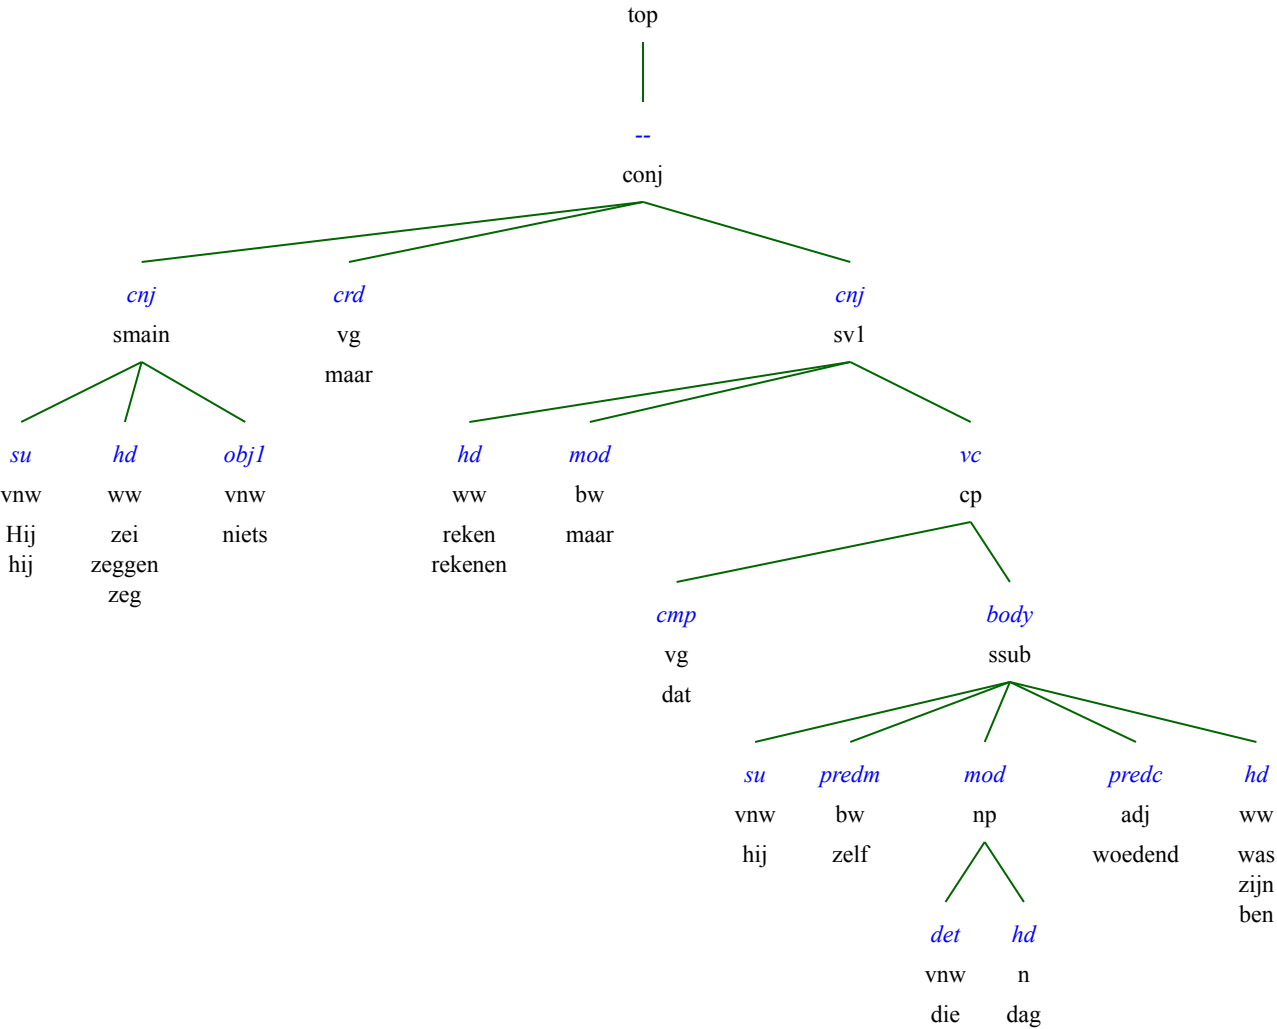 top
--
conj
cnj crd cnj
smain vg sv1
maar
su hd obj1 hd mod vc
vnw ww vnw ww bw cp
Hij zei niets reken maar
hij zeggen rekenen
zeg
cmp body
vg ssub
dat
su predm mod predc hd
vnw bw np adj ww
hij zelf woedend was
zijn
ben
det hd
vnw n
die dag